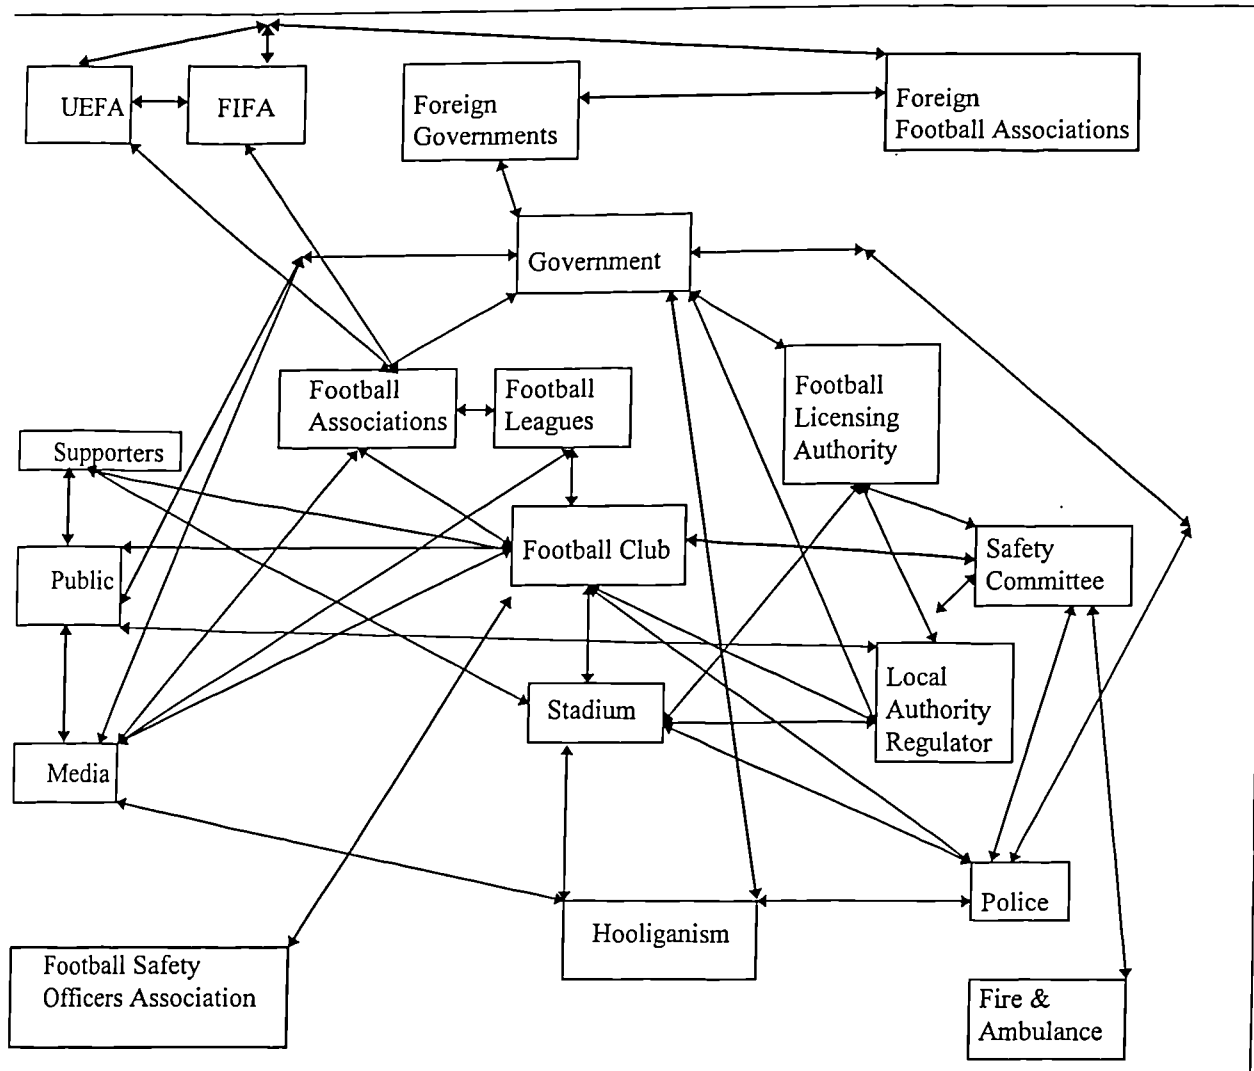 UEFA
FIFA
Foreign
Governments
Foreign
Football Associations
Government
Football
Associations
Football
Leagues
Football
Licensing
Authority
Supporters
Football Club
Safety
Committee
Public
Local
Authority
Regulator
Stadium
Media
Police
Hooliganism
Football Safety
Officers Association
Fire &
Ambulance